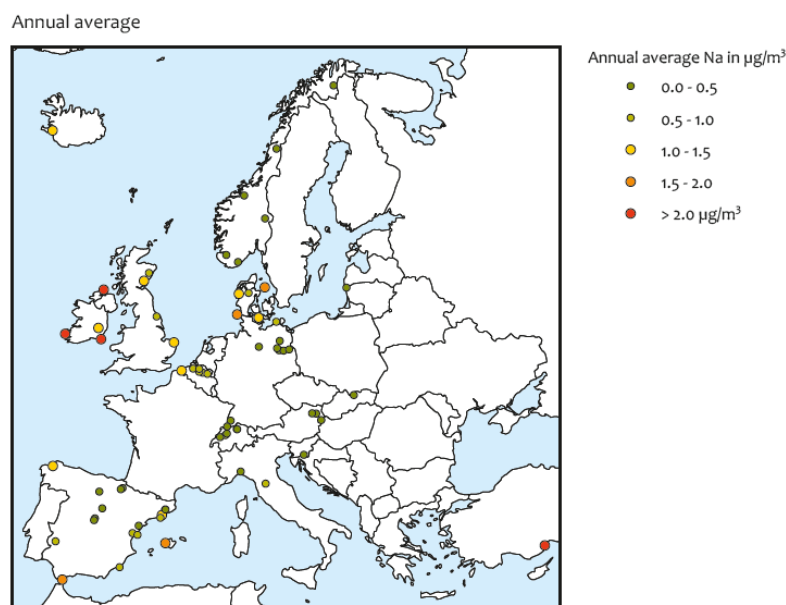 Annual average
Annual average Na in µg/m³
0.0 - 0.5
0.5 - 1.0
1.0 - 1.5
1.5 - 2.0
> 2.0 µg/m³